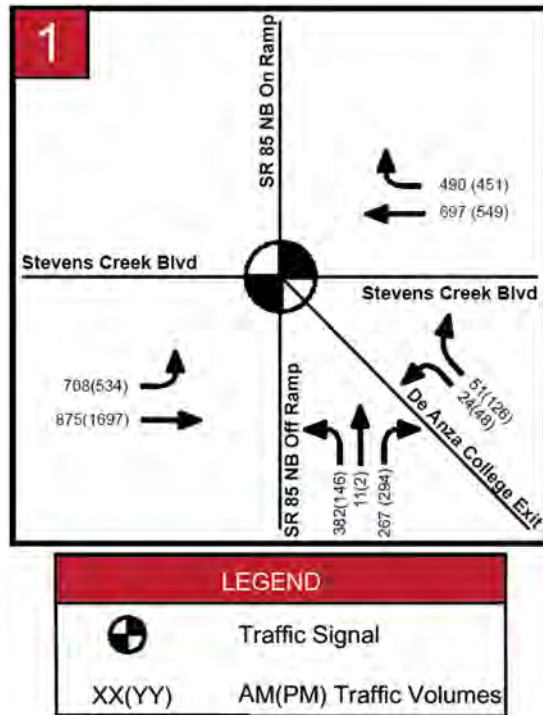 1
SR 85 NB On Ramp
490 (451)
697 (549)
Stevens Creek Blvd
Stevens Creek Blvd
708(534)
875(1697)
51(126)
24(48)
De Anza College Exit
SR 85 NB Off Ramp
382(146)
11(2)
267 (294)
LEGEND
Traffic Signal
XX(YY) AM(PM) Traffic Volumes